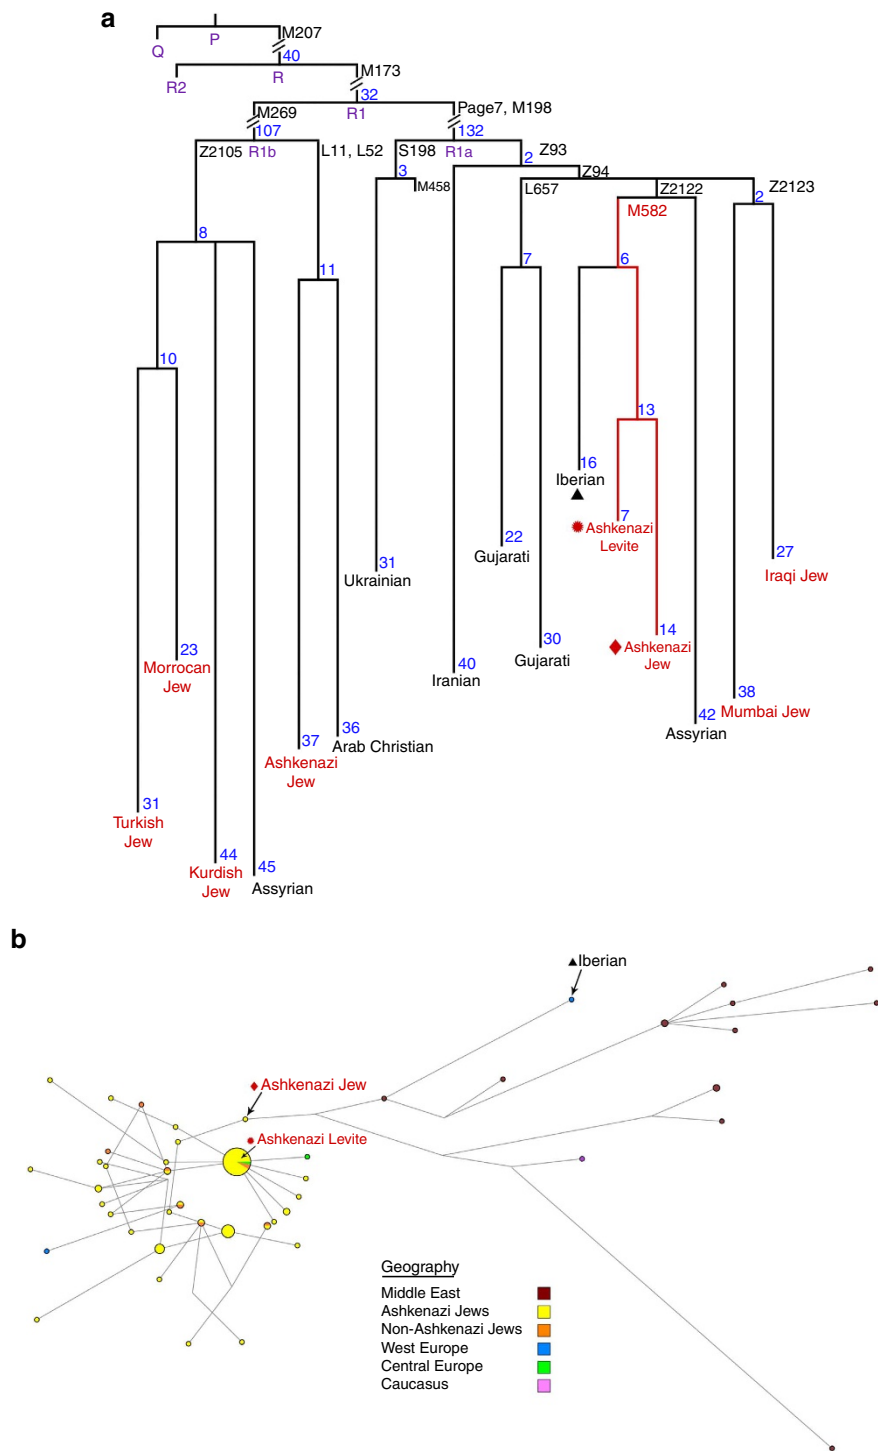 a
M207
Q
P
40
M173
R2
R
32
M269
R1
Page7, M198
107
132
Z2105
R1b
L11, L52
S198
R1a
Z93
2
Z94
3
M458
L657
Z2122
2
Z2123
M582
8
7
6
11
10
13
16
Iberian
7
Ashkenazi
Levite
22
Gujarati
31
Ukrainian
27
Iraqi Jew
23
Morrocan
Jew
14
Ashkenazi
Jew
30
Gujarati
40
Iranian
38
Mumbai Jew
42
Assyrian
36
Arab Christian
37
Ashkenazi
Jew
31
Turkish
Jew
44
Kurdish
Jew
45
Assyrian
b
Iberian
Ashkenazi Jew
Ashkenazi Levite
Geography
Middle East
Ashkenazi Jews
Non-Ashkenazi Jews
West Europe
Central Europe
Caucasus